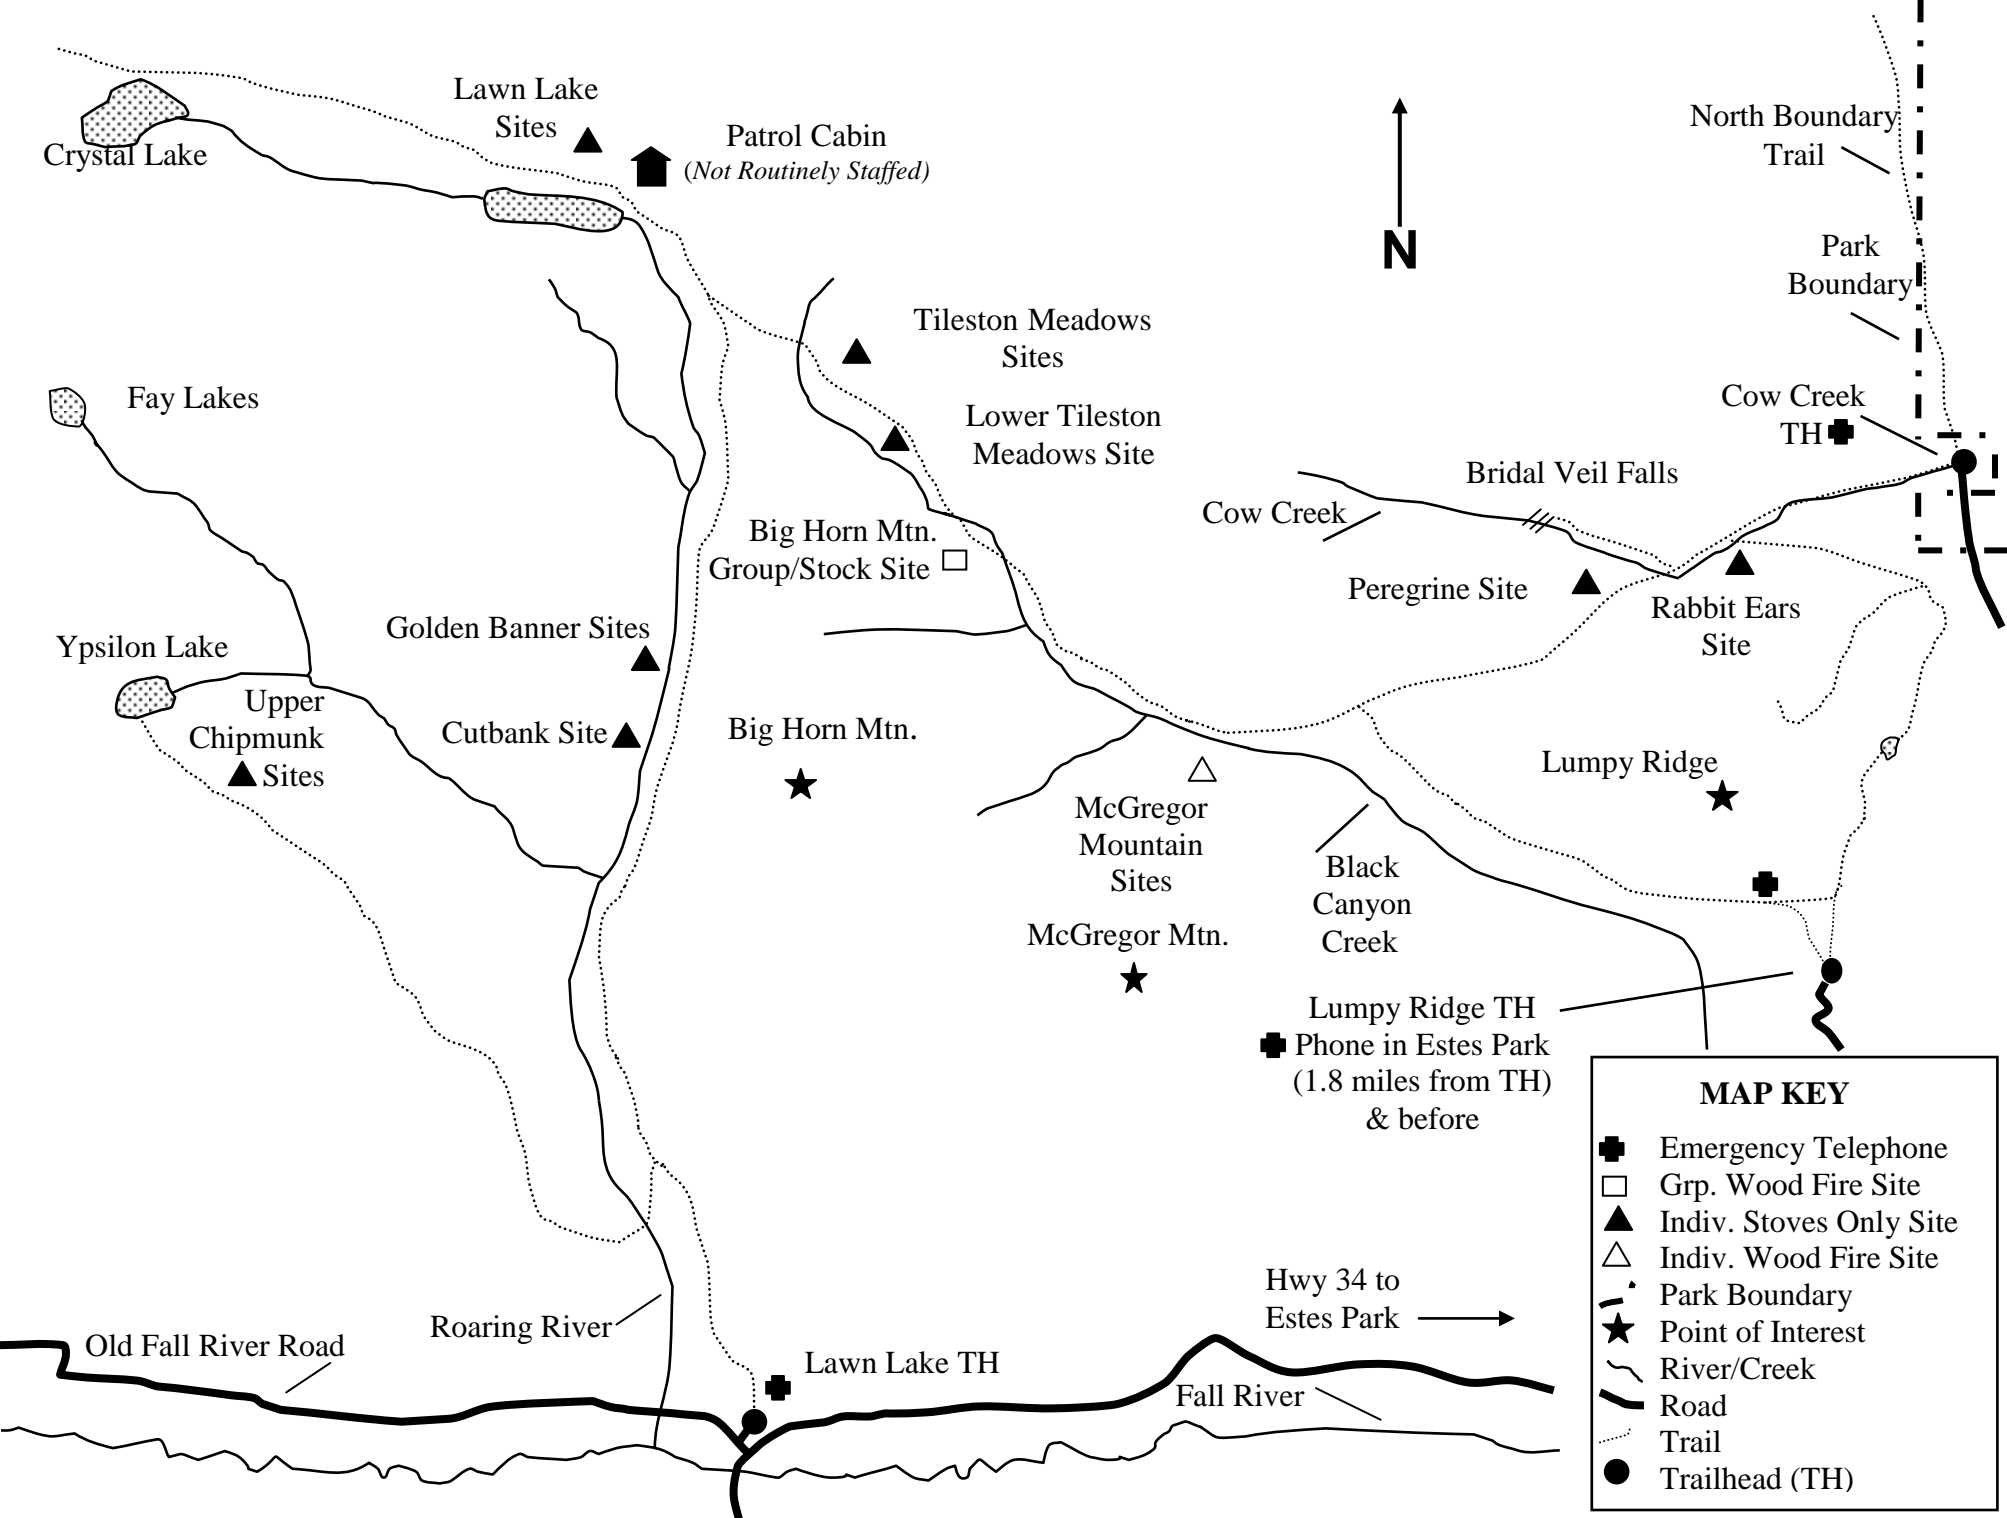 Lawn Lake
Sites
Patrol Cabin
(Not Routinely Staffed)
Crystal Lake
North Boundary
Trail
N
Park
Boundary
Tileston Meadows
Sites
Fay Lakes
Cow Creek
TH
Lower Tileston
Meadows Site
Bridal Veil Falls
Cow Creek
Big Horn Mtn.
Group/Stock Site
Peregrine Site
Rabbit Ears
Site
Golden Banner Sites
Ypsilon Lake
Upper
Chipmunk
Sites
Cutbank Site
Big Horn Mtn.
Lumpy Ridge
McGregor
Mountain
Sites
Black
Canyon
Creek
McGregor Mtn.
Lumpy Ridge TH
Phone in Estes Park
(1.8 miles from TH)
& before
Hwy 34 to
Estes Park
Roaring River
Old Fall River Road
Lawn Lake TH
Fall River
MAP KEY
Emergency Telephone
Grp. Wood Fire Site
Indiv. Stoves Only Site
Indiv. Wood Fire Site
Park Boundary
Point of Interest
River/Creek
Road
Trail
Trailhead (TH)